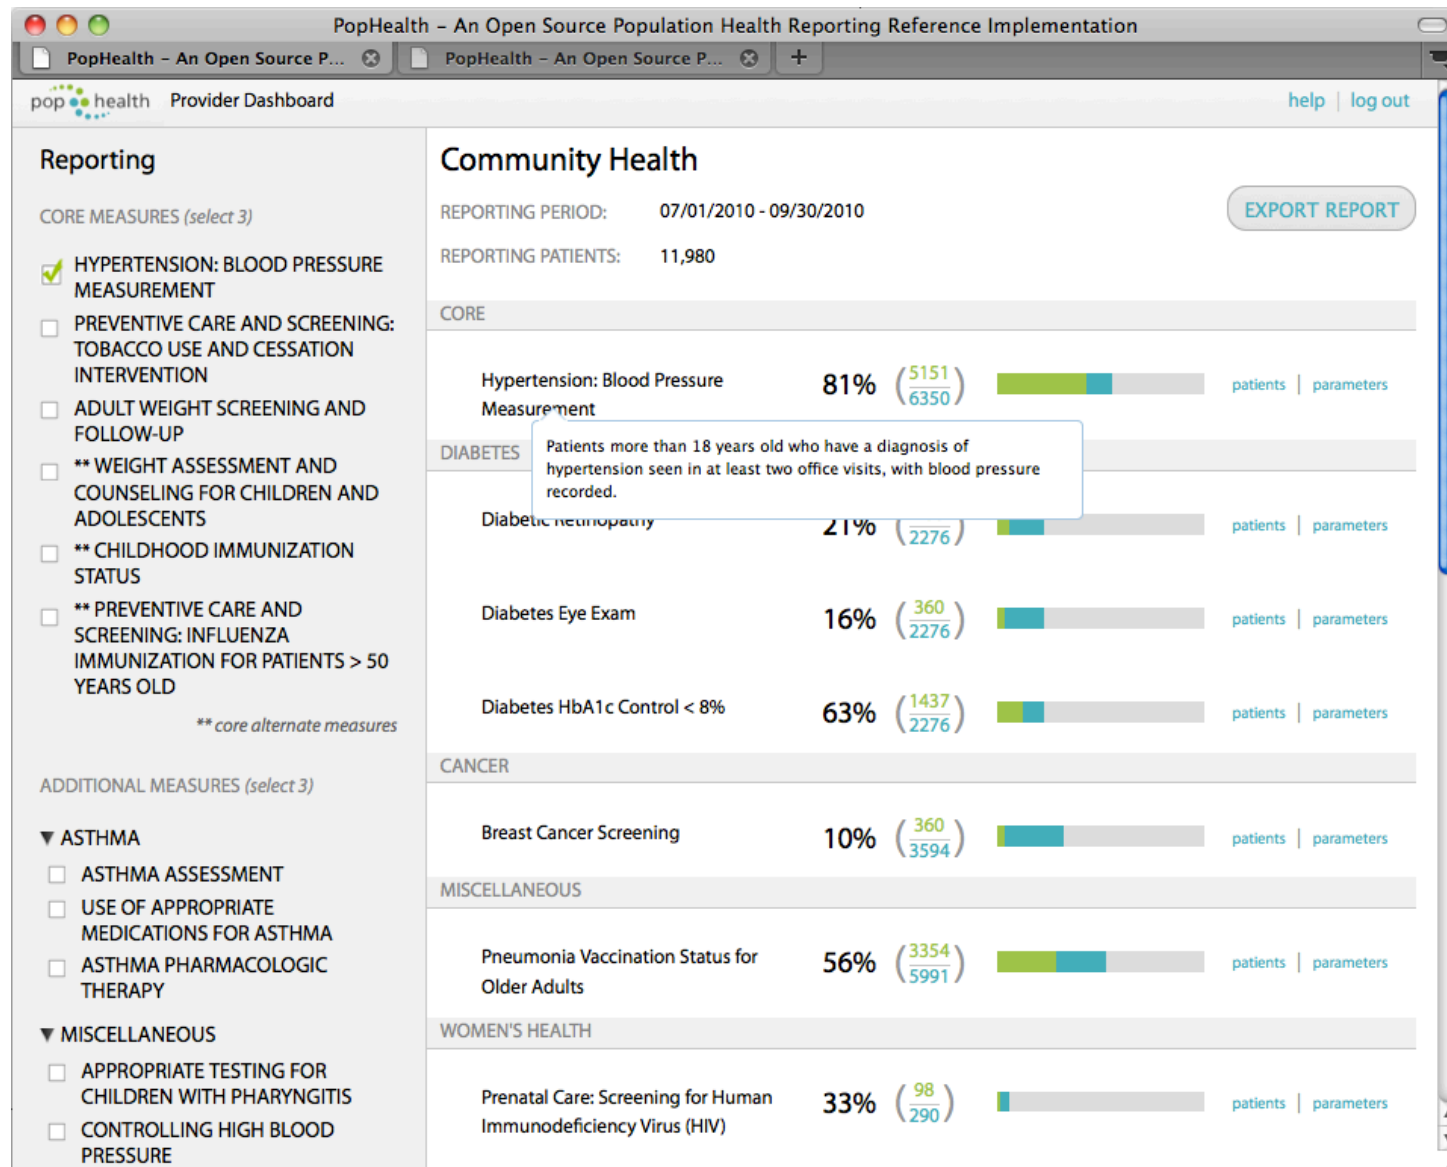 PopHealth – An Open Source Population Health Reporting Reference Implementation
PopHealth – An Open Source P...
PopHealth – An Open Source P...
+
pop health
Provider Dashboard
help | log out
Reporting
CORE MEASURES (select 3)
HYPERTENSION: BLOOD PRESSURE
MEASUREMENT
PREVENTIVE CARE AND SCREENING:
TOBACCO USE AND CESSATION
INTERVENTION
ADULT WEIGHT SCREENING AND
FOLLOW-UP
** WEIGHT ASSESSMENT AND
COUNSELING FOR CHILDREN AND
ADOLESCENTS
** CHILDHOOD IMMUNIZATION
STATUS
** PREVENTIVE CARE AND
SCREENING: INFLUENZA
IMMUNIZATION FOR PATIENTS > 50
YEARS OLD
** core alternate measures
ADDITIONAL MEASURES (select 3)
▼ ASTHMA
ASTHMA ASSESSMENT
USE OF APPROPRIATE
MEDICATIONS FOR ASTHMA
ASTHMA PHARMACOLOGIC
THERAPY
▼ MISCELLANEOUS
APPROPRIATE TESTING FOR
CHILDREN WITH PHARYNGITIS
CONTROLLING HIGH BLOOD
PRESSURE
Community Health
REPORTING PERIOD: 07/01/2010 - 09/30/2010
EXPORT REPORT
REPORTING PATIENTS: 11,980
CORE
Hypertension: Blood Pressure
Measurement
81%
5151
6350
patients | parameters
Patients more than 18 years old who have a diagnosis of
hypertension seen in at least two office visits, with blood pressure
recorded.
DIABETES
Diabetic Retinopathy
21%
2276
patients | parameters
Diabetes Eye Exam
16%
360
2276
patients | parameters
Diabetes HbA1c Control < 8%
63%
1437
2276
patients | parameters
CANCER
Breast Cancer Screening
10%
360
3594
patients | parameters
MISCELLANEOUS
Pneumonia Vaccination Status for
Older Adults
56%
3354
5991
patients | parameters
WOMEN'S HEALTH
Prenatal Care: Screening for Human
Immunodeficiency Virus (HIV)
33%
98
290
patients | parameters